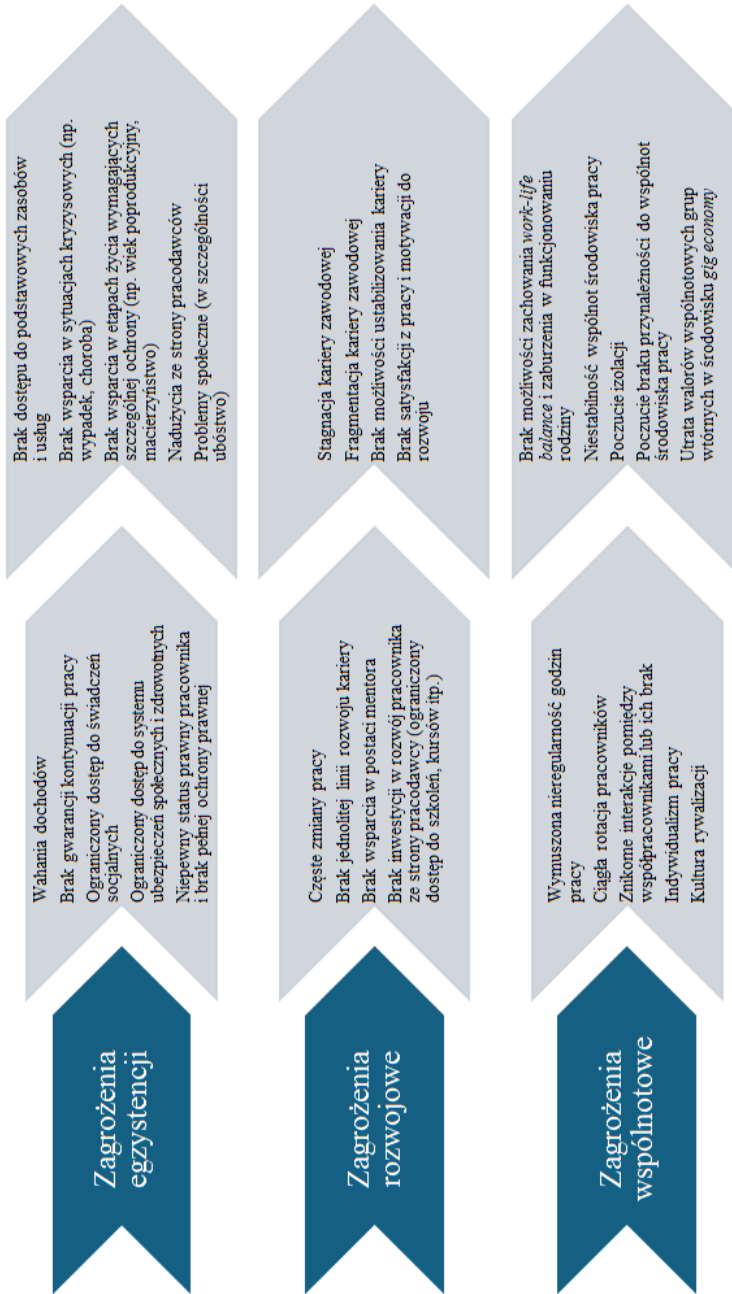 Zagrożenia
egzystencji
Wahania dochodów
Brak gwarancji kontynuacji pracy
Ograniczony dostęp do świadczeń
socjalnych
Ograniczony dostęp do systemu
ubezpieczeń społecznych i zdrowotnych
Niepewny status prawny pracownika
i brak pełnej ochrony prawnej
Brak dostępu do podstawowych zasobów
i usług
Brak wsparcia w sytuacjach kryzysowych (np.
wypadek, choroba)
Brak wsparcia w etapach życia wymagających
szczególnej ochrony (np. wiek poprodukcyjny,
macierzyństwo)
Nadużycia ze strony pracodawców
Problemy społeczne (w szczególności
ubóstwo)
Zagrożenia
rozwojowe
Częste zmiany pracy
Brak jednolitej linii rozwoju kariery
Brak wsparcia w postaci mentora
Brak inwestycji w rozwój pracownika
ze strony pracodawcy (ograniczony
dostęp do szkoleń, kursów itp.)
Stagnacja kariery zawodowej
Fragmentacja kariery zawodowej
Brak możliwości ustabilizowania kariery
Brak satysfakcji z pracy i motywacji do
rozwoju
Zagrożenia
wspólnotowe
Wymuszona nieregularność godzin
pracy
Ciągła rotacja pracowników
Znikome interakcje pomiędzy
współpracownikami lub ich brak
Indywidualizm pracy
Kultura rywalizacji
Brak możliwości zachowania work-life
balance i zaburzenia w funkcjonowaniu
rodziny
Niestabilność wspólnot środowiska pracy
Poczucie izolacji
Poczucie braku przynależności do wspólnot
środowiska pracy
Utrata walorów wspólnotowych grup
wtórnych w środowisku gig economy